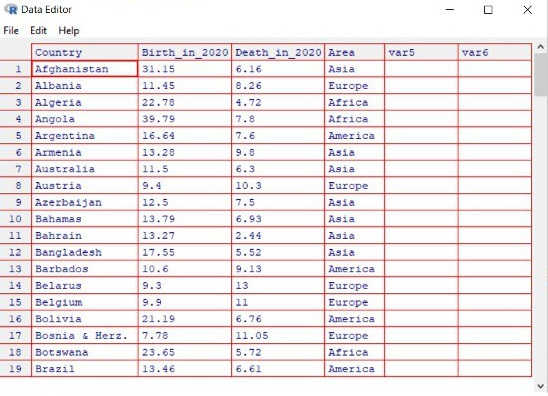 R Data Editor
File Edit Help
Country Birth_in_2020 Death_in_2020 Area var5 var6
1 Afghanistan 31.15 6.16 Asia
2 Albania 11.45 8.26 Europe
3 Algeria 22.78 4.72 Africa
4 Angola 39.79 7.8 Africa
5 Argentina 16.64 7.6 America
6 Armenia 13.28 9.8 Asia
7 Australia 11.5 6.3 Asia
8 Austria 9.4 10.3 Europe
9 Azerbaijan 12.5 7.5 Asia
10 Bahamas 13.79 6.93 Asia
11 Bahrain 13.27 2.44 Asia
12 Bangladesh 17.55 5.52 Asia
13 Barbados 10.6 9.13 America
14 Belarus 9.3 13 Europe
15 Belgium 9.9 11 Europe
16 Bolivia 21.19 6.76 America
17 Bosnia & Herz. 7.78 11.05 Europe
18 Botswana 23.65 5.72 Africa
19 Brazil 13.46 6.61 America